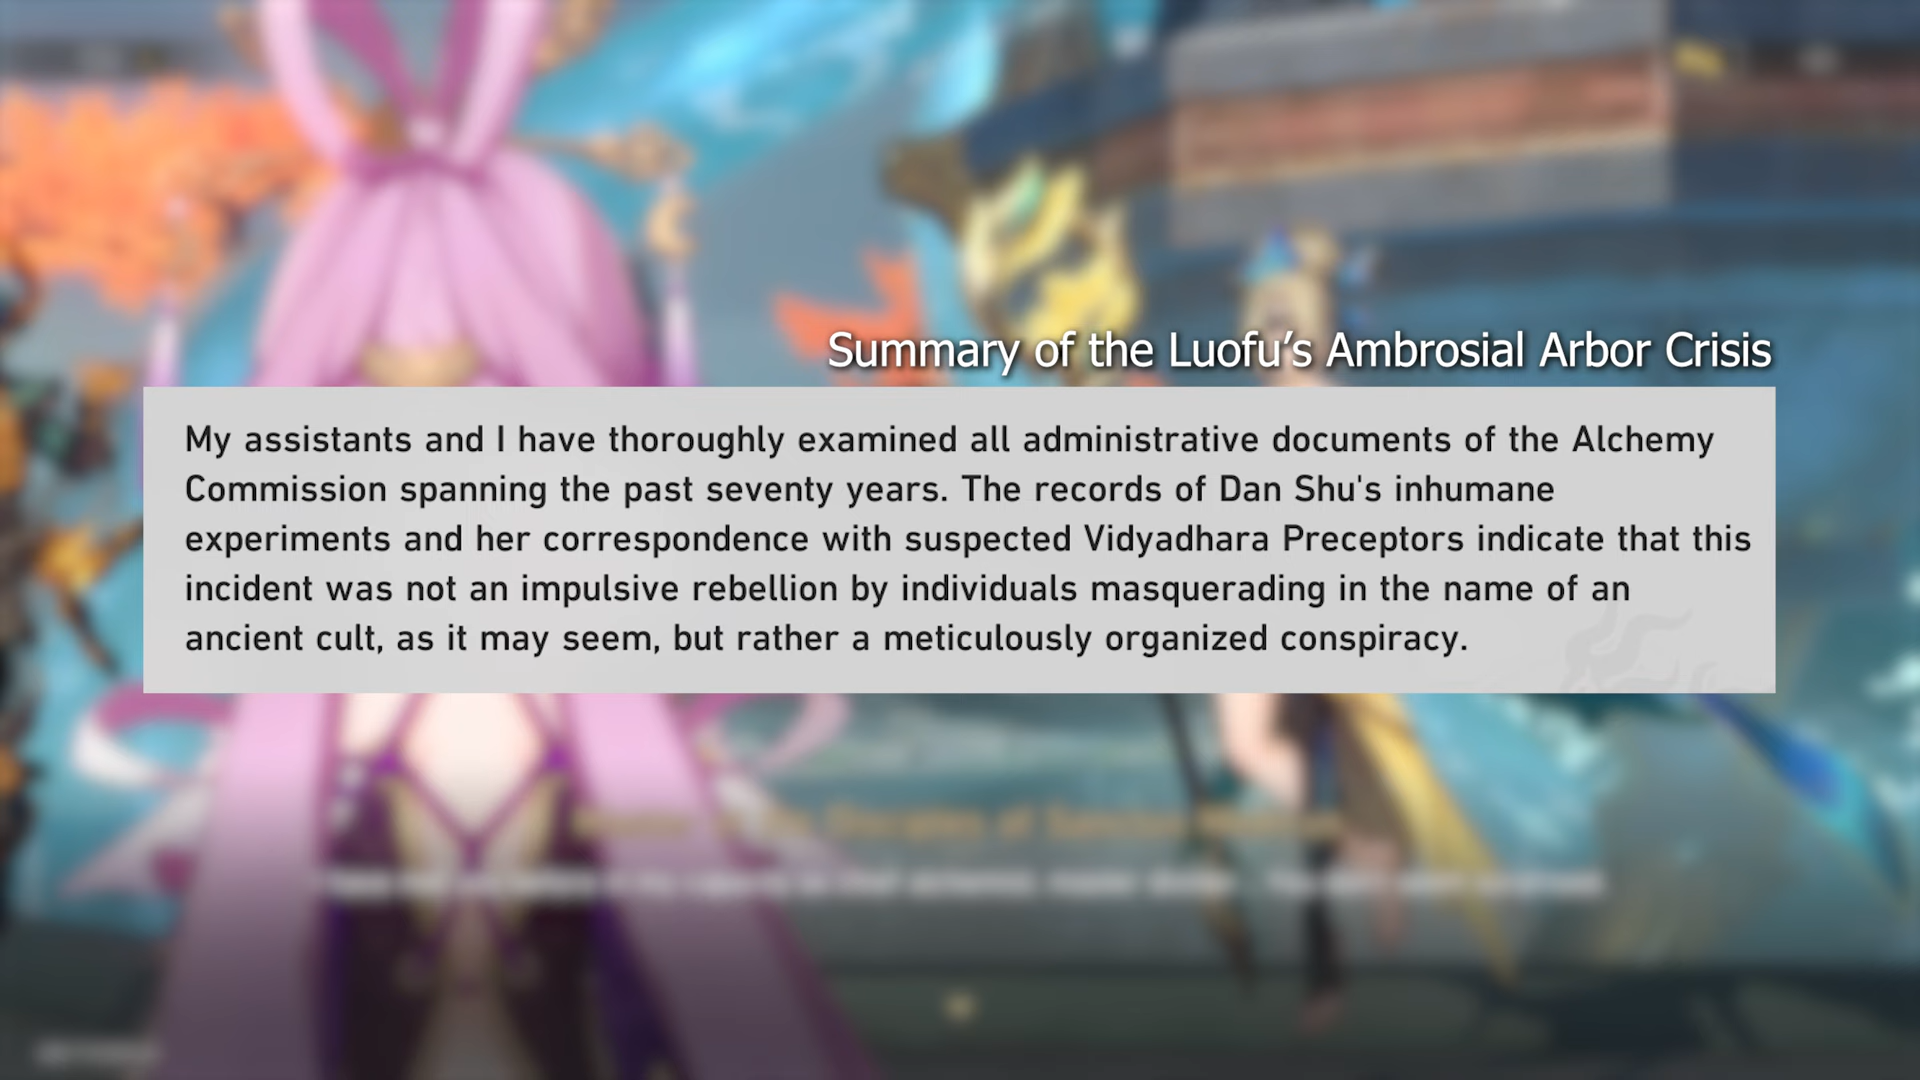 Summary of the Luofu’s Ambrosial Arbor Crisis
My assistants and I have thoroughly examined all administrative documents of the Alchemy
Commission spanning the past seventy years. The records of Dan Shu's inhumane
experiments and her correspondence with suspected Vidyadhara Preceptors indicate that this
incident was not an impulsive rebellion by individuals masquerading in the name of an
ancient cult, as it may seem, but rather a meticulously organized conspiracy.